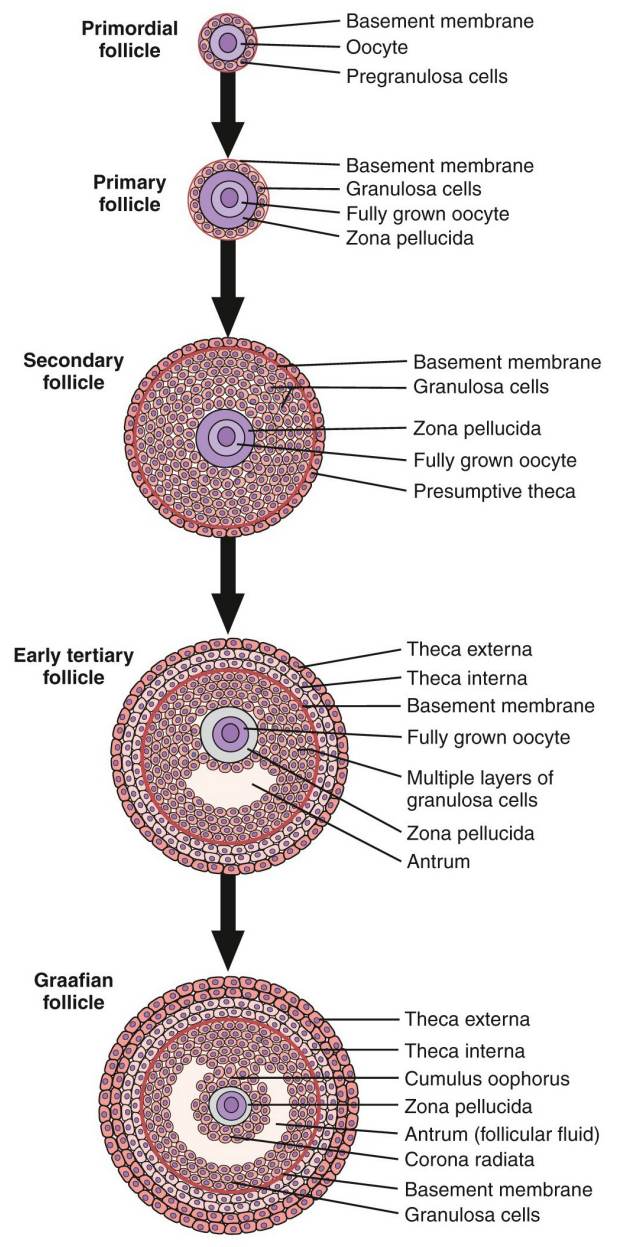 Primordial
follicle
Basement membrane
Oocyte
Pregranulosa cells
Primary
follicle
Basement membrane
Granulosa cells
Fully grown oocyte
Zona pellucida
Secondary
follicle
Basement membrane
Granulosa cells
Zona pellucida
Fully grown oocyte
Presumptive theca
Early tertiary
follicle
Theca externa
Theca interna
Basement membrane
Fully grown oocyte
Multiple layers of
granulosa cells
Zona pellucida
Antrum
Graafian
follicle
Theca externa
Theca interna
Cumulus oophorus
Zona pellucida
Antrum (follicular fluid)
Corona radiata
Basement membrane
Granulosa cells